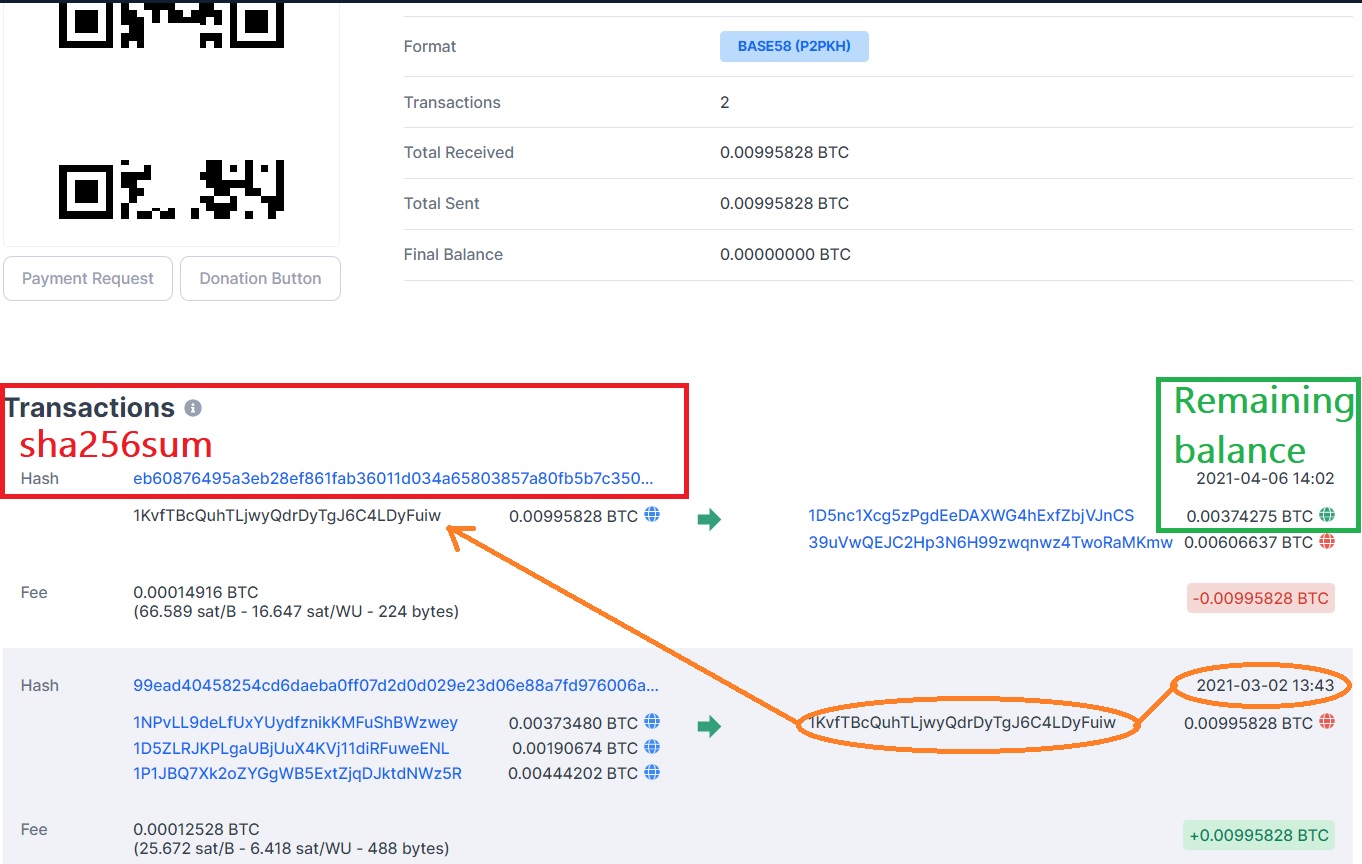 Format BASE58 (P2PKH)
Transactions 2
Total Received 0.00995828 BTC
Total Sent 0.00995828 BTC
Final Balance 0.00000000 BTC
Payment Request Donation Button
Transactions
sha256sum
Remaining
balance
Hash eb60876495a3eb28ef861fab36011d034a65803857a80fb5b7c350... 2021-04-06 14:02
1KvfTBcQuhTLjwyQdrDyTgJ6C4LDyFuiw 0.00995828 BTC 1D5nc1Xcg5zPgdEeDAXWG4hExfZbjVJnCS 0.00374275 BTC
39uVwQEJC2Hp3N6H99zwqnwz4TwoRaMKmw 0.00606637 BTC
Fee 0.00014916 BTC -0.00995828 BTC
(66.589 sat/B - 16.647 sat/WU - 224 bytes)
Hash 99ead40458254cd6daeba0ff07d2d0d029e23d06e88a7fd976006a... 2021-03-02 13:43
1NPvLL9deLfUxYUydfznikKMFuShBWzwey 0.00373480 BTC 1KvfTBcQuhTLjwyQdrDyTgJ6C4LDyFuiw 0.00995828 BTC
1D5ZLRJKPLgaUBjUuX4KVj11diRFuweENL 0.00190674 BTC
1P1JBQ7Xk2oZYGgWB5ExtZjqDJktdNWz5R 0.00444202 BTC
Fee 0.00012528 BTC +0.00995828 BTC
(25.672 sat/B - 6.418 sat/WU - 488 bytes)